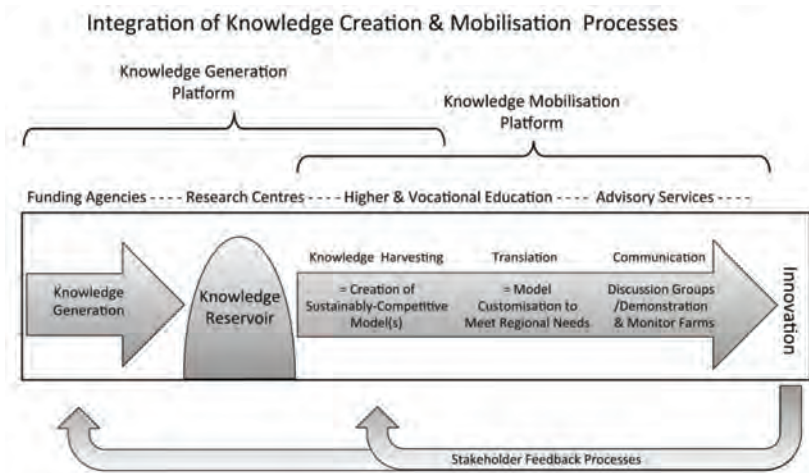 Integration of Knowledge Creation & Mobilisation Processes
Knowledge Generation
Platform
Knowledge Mobilisation
Platform
Funding Agencies ---- Research Centres ---- Higher & Vocational Education ---- Advisory Services ----
Knowledge
Generation
Knowledge
Reservoir
Knowledge Harvesting
= Creation of
Sustainably-Competitive
Model(s)
Translation
= Model
Customisation to
Meet Regional Needs
Communication
Discussion Groups
/Demonstration
& Monitor Farms
Innovation
Stakeholder Feedback Processes